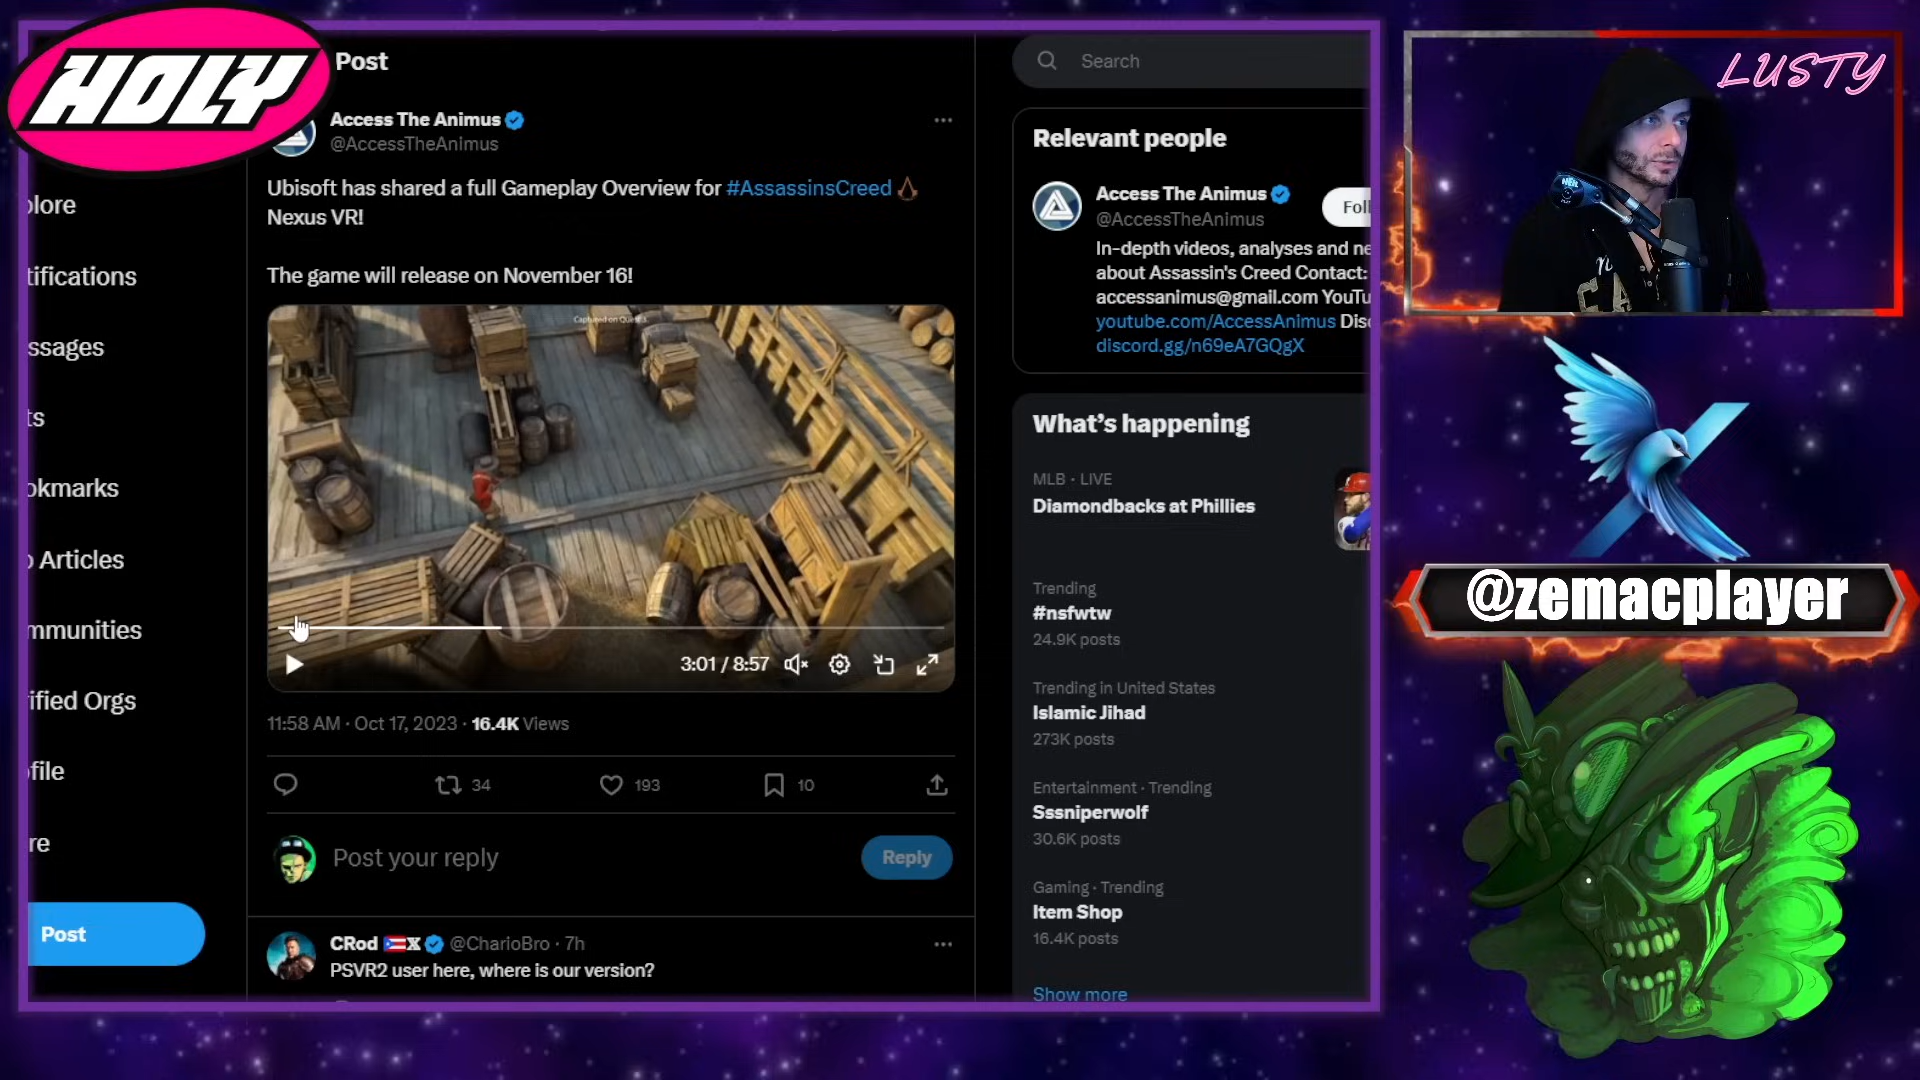 HOLY
Post
Access The Animus
@AccessTheAnimus
Ubisoft has shared a full Gameplay Overview for #AssassinsCreed
Nexus VR!
The game will release on November 16!
3:01 / 8:57
11:58 AM · Oct 17, 2023 · 16.4K Views
34
193
10
Post your reply
Reply
CRod
@CharioBro · 7h
PSVR2 user here, where is our version?
plore
tifications
ssages
ts
okmarks
o Articles
mmunities
ified Orgs
ofile
re
Post
Search
Relevant people
Access The Animus
@AccessTheAnimus
Foll
In-depth videos, analyses and ne
about Assassin's Creed Contact:
accessanimus@gmail.com YouTu
youtube.com/AccessAnimus Disc
discord.gg/n69eA7GQgX
What's happening
MLB · LIVE
Diamondbacks at Phillies
Trending
#nsfwtw
24.9K posts
Trending in United States
Islamic Jihad
273K posts
Entertainment · Trending
Sssniperwolf
30.6K posts
Gaming · Trending
Item Shop
16.4K posts
Show more
LUSTY
@zemacplayer